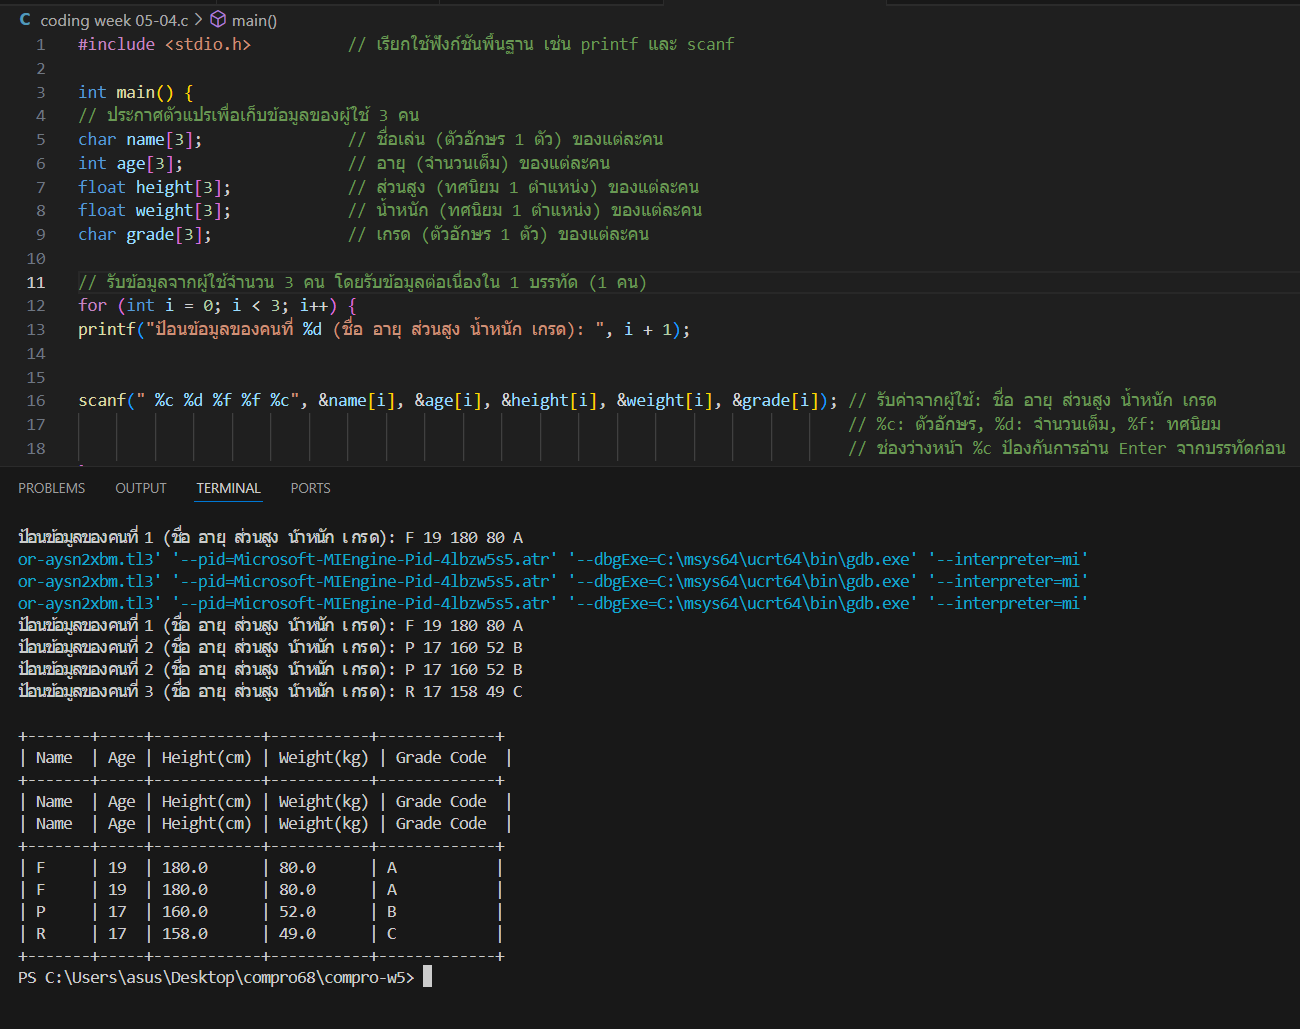 coding week 05-04.c > main()
1 #include <stdio.h> // เรียกใช้ฟังก์ชันพื้นฐาน เช่น printf และ scanf
2
3 int main() {
4 // ประกาศตัวแปรเพื่อเก็บข้อมูลของผู้ใช้ 3 คน
5 char name[3]; // ชื่อเล่น (ตัวอักษร 1 ตัว) ของแต่ละคน
6 int age[3]; // อายุ (จำนวนเต็ม) ของแต่ละคน
7 float height[3]; // ส่วนสูง (ทศนิยม 1 ตำแหน่ง) ของแต่ละคน
8 float weight[3]; // น้ำหนัก (ทศนิยม 1 ตำแหน่ง) ของแต่ละคน
9 char grade[3]; // เกรด (ตัวอักษร 1 ตัว) ของแต่ละคน
10
11 // รับข้อมูลจากผู้ใช้จำนวน 3 คน โดยรับข้อมูลต่อเนื่องใน 1 บรรทัด (1 คน)
12 for (int i = 0; i < 3; i++) {
13 printf("ป้อนข้อมูลของคนที่ %d (ชื่อ อายุ ส่วนสูง น้ำหนัก เกรด): ", i + 1);
14
15
16 scanf(" %c %d %f %f %c", &name[i], &age[i], &height[i], &weight[i], &grade[i]); // รับค่าจากผู้ใช้: ชื่อ อายุ ส่วนสูง น้ำหนัก เกรด
17 // %c: ตัวอักษร, %d: จำนวนเต็ม, %f: ทศนิยม
18 // ช่องว่างหน้า %c ป้องกันการอ่าน Enter จากบรรทัดก่อน
PROBLEMS OUTPUT TERMINAL PORTS
ป้อนข้อมูลของคนที่ 1 (ชื่อ อายุ ส่วนสูง น้ำหนัก เกรด): F 19 180 80 A
or-aysn2xbm.tl3' '--pid=Microsoft-MIEngine-Pid-4lbzw5s5.atr' '--dbgExe=C:\msys64\ucrt64\bin\gdb.exe' '--interpreter=mi'
or-aysn2xbm.tl3' '--pid=Microsoft-MIEngine-Pid-4lbzw5s5.atr' '--dbgExe=C:\msys64\ucrt64\bin\gdb.exe' '--interpreter=mi'
or-aysn2xbm.tl3' '--pid=Microsoft-MIEngine-Pid-4lbzw5s5.atr' '--dbgExe=C:\msys64\ucrt64\bin\gdb.exe' '--interpreter=mi'
ป้อนข้อมูลของคนที่ 1 (ชื่อ อายุ ส่วนสูง น้ำหนัก เกรด): F 19 180 80 A
ป้อนข้อมูลของคนที่ 2 (ชื่อ อายุ ส่วนสูง น้ำหนัก เกรด): P 17 160 52 B
ป้อนข้อมูลของคนที่ 2 (ชื่อ อายุ ส่วนสูง น้ำหนัก เกรด): P 17 160 52 B
ป้อนข้อมูลของคนที่ 3 (ชื่อ อายุ ส่วนสูง น้ำหนัก เกรด): R 17 158 49 C
+-------+-----+------------+-----------+-------------+
| Name | Age | Height(cm) | Weight(kg) | Grade Code |
+-------+-----+------------+-----------+-------------+
| Name | Age | Height(cm) | Weight(kg) | Grade Code |
| Name | Age | Height(cm) | Weight(kg) | Grade Code |
+-------+-----+------------+-----------+-------------+
| F | 19 | 180.0 | 80.0 | A |
| F | 19 | 180.0 | 80.0 | A |
| P | 17 | 160.0 | 52.0 | B |
| R | 17 | 158.0 | 49.0 | C |
+-------+-----+------------+-----------+-------------+
PS C:\Users\asus\Desktop\compro68\compro-w5>